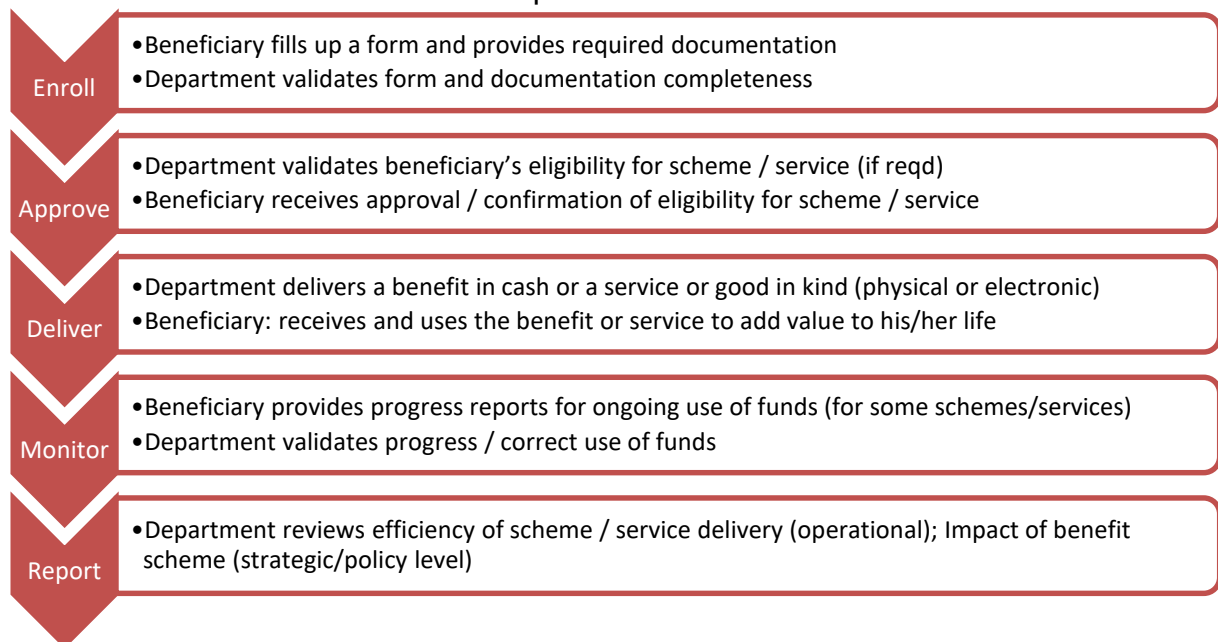 Enroll
•Beneficiary fills up a form and provides required documentation
•Department validates form and documentation completeness
Approve
•Department validates beneficiary’s eligibility for scheme / service (if reqd)
•Beneficiary receives approval / confirmation of eligibility for scheme / service
Deliver
•Department delivers a benefit in cash or a service or good in kind (physical or electronic)
•Beneficiary: receives and uses the benefit or service to add value to his/her life
Monitor
•Beneficiary provides progress reports for ongoing use of funds (for some schemes/services)
•Department validates progress / correct use of funds
Report
•Department reviews efficiency of scheme / service delivery (operational); Impact of benefit
scheme (strategic/policy level)